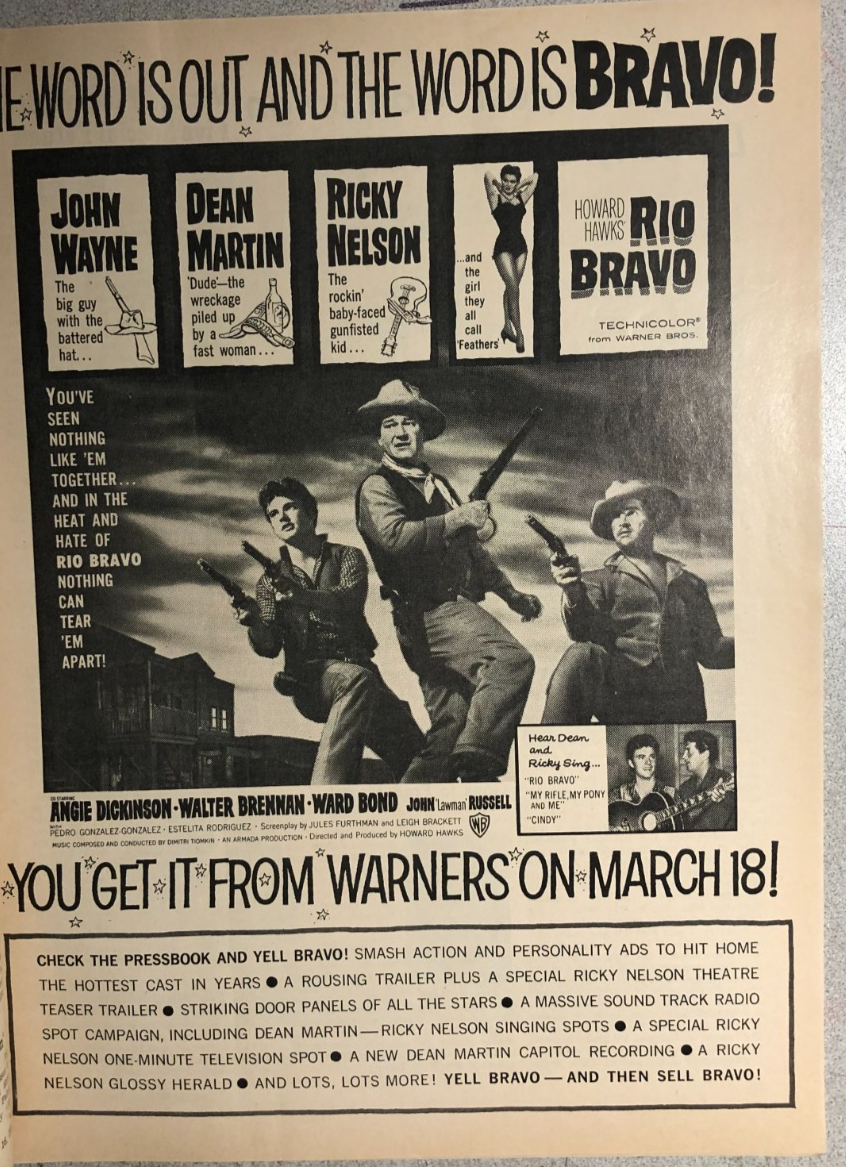 E WORD IS OUT AND THE WORD IS BRAVO!
JOHN
WAYNE
The
big guy
with the
battered
hat...
DEAN
MARTIN
'Dude'—the
wreckage
piled up
by a
fast woman...
RICKY
NELSON
The
rockin'
baby-faced
gunfisted
kid...
...and
the
girl
they
all
call
'Feathers'
HOWARD
HAWKS' RIO
BRAVO
TECHNICOLOR®
from WARNER BROS.
YOU'VE
SEEN
NOTHING
LIKE 'EM
TOGETHER...
AND IN THE
HEAT AND
HATE OF
RIO BRAVO
NOTHING
CAN
TEAR
'EM
APART!
Hear Dean
and
Ricky Sing...
"RIO BRAVO"
"MY RIFLE, MY PONY
AND ME"
"CINDY"
CO-STARRING
ANGIE DICKINSON · WALTER BRENNAN · WARD BOND JOHN 'Lawman' RUSSELL
WITH
PEDRO GONZALEZ-GONZALEZ · ESTELITA RODRIGUEZ · Screenplay by JULES FURTHMAN and LEIGH BRACKETT
MUSIC COMPOSED AND CONDUCTED BY DIMITRI TIOMKIN · AN ARMADA PRODUCTION · Directed and Produced by HOWARD HAWKS
WB
YOU GET IT FROM WARNERS ON MARCH 18!
CHECK THE PRESSBOOK AND YELL BRAVO! SMASH ACTION AND PERSONALITY ADS TO HIT HOME
THE HOTTEST CAST IN YEARS ● A ROUSING TRAILER PLUS A SPECIAL RICKY NELSON THEATRE
TEASER TRAILER ● STRIKING DOOR PANELS OF ALL THE STARS ● A MASSIVE SOUND TRACK RADIO
SPOT CAMPAIGN, INCLUDING DEAN MARTIN—RICKY NELSON SINGING SPOTS ● A SPECIAL RICKY
NELSON ONE-MINUTE TELEVISION SPOT ● A NEW DEAN MARTIN CAPITOL RECORDING ● A RICKY
NELSON GLOSSY HERALD ● AND LOTS, LOTS MORE! YELL BRAVO — AND THEN SELL BRAVO!